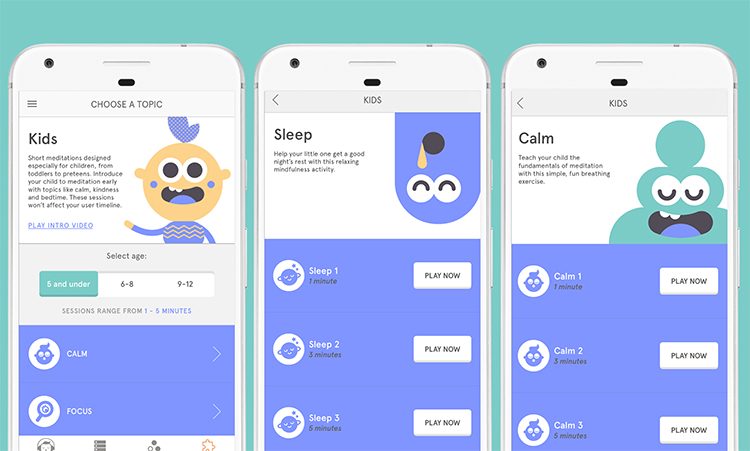 CHOOSE A TOPIC
Kids
Short meditations designed
especially for children, from
toddlers to preteens. Introduce
your child to meditation early
with topics like calm, kindness
and bedtime. These sessions
won't affect your user timeline.
PLAY INTRO VIDEO
Select age:
5 and under
6-8
9-12
SESSIONS RANGE FROM 1 - 5 MINUTES
CALM
FOCUS
KIDS
Sleep
Help your little one get a good
night's rest with this relaxing
mindfulness activity.
Sleep 1
1 minute
PLAY NOW
Sleep 2
3 minutes
PLAY NOW
Sleep 3
5 minutes
PLAY NOW
KIDS
Calm
Teach your child the
fundamentals of meditation
with this simple, fun breathing
exercise.
Calm 1
1 minute
PLAY NOW
Calm 2
3 minutes
PLAY NOW
Calm 3
5 minutes
PLAY NOW